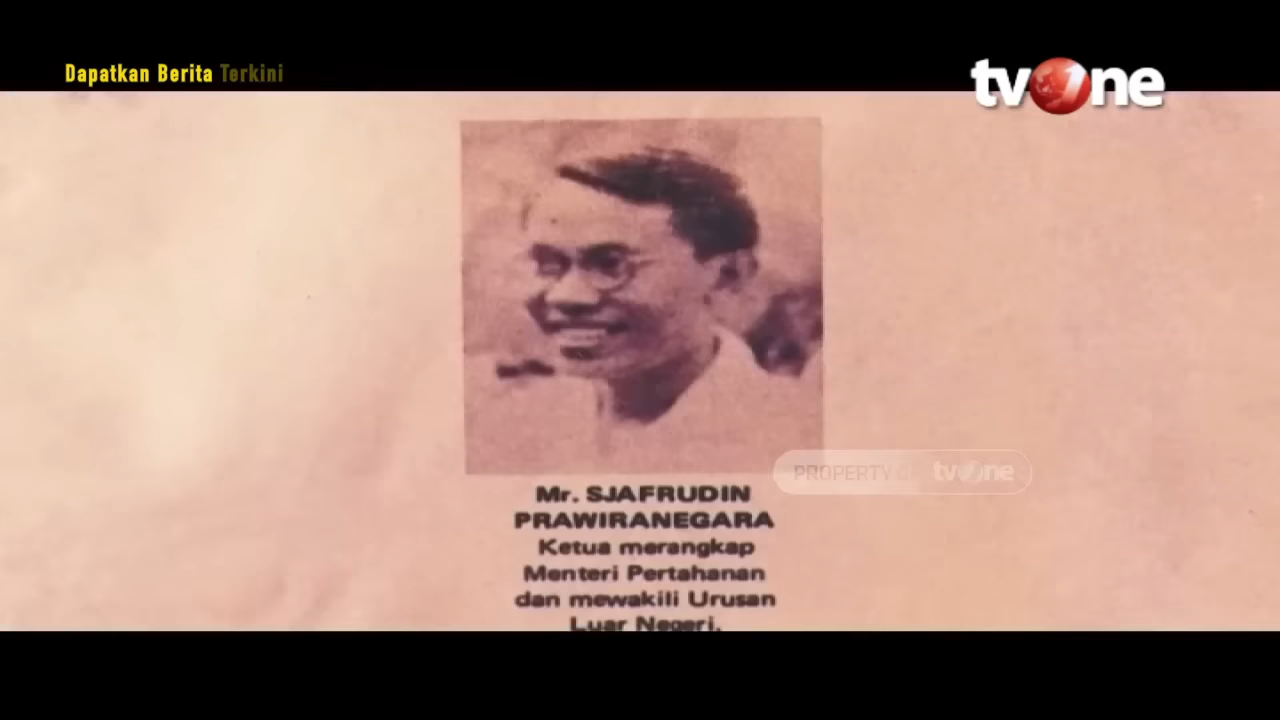 Dapatkan Berita Terkini
tvOne
PROPERTY OF tvOne
Mr. SJAFRUDIN
PRAWIRANEGARA
Ketua merangkap
Menteri Pertahanan
dan mewakili Urusan
Luar Negeri.